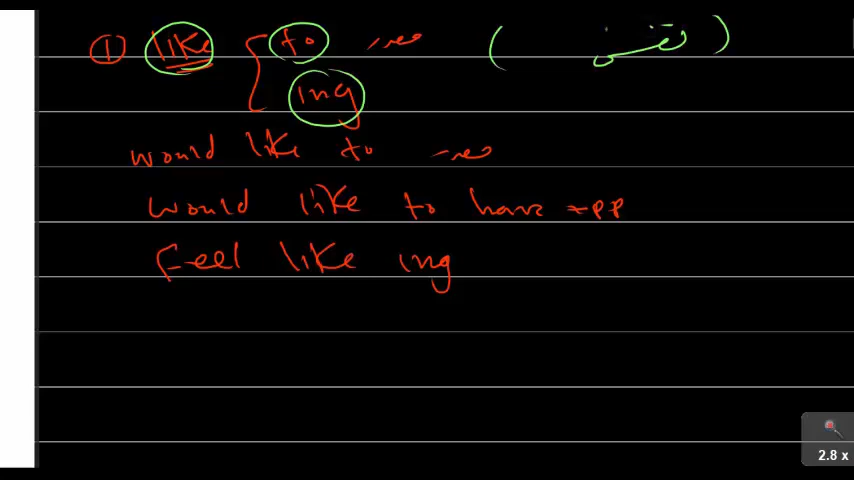 ① like { to مصدر
ing
would like to مصدر
would like to have + pp
Feel like ing
2.8 x